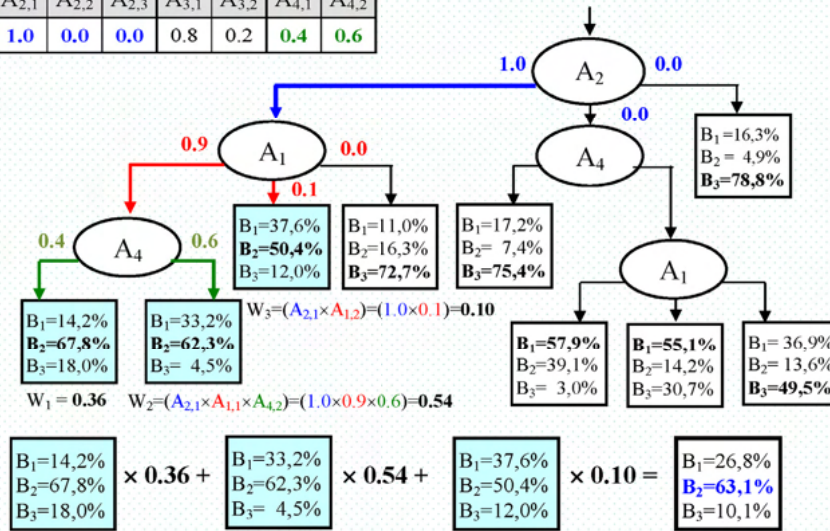 A2,1 A2,2 A2,3 A3,1 A3,2 A4,1 A4,2
1.0 0.0 0.0 0.8 0.2 0.4 0.6
1.0 A2 0.0
0.0
B1=16,3%
B2= 4,9%
B3=78,8%
0.9 A1 0.0
0.1
A4
B1=37,6%
B2=50,4%
B3=12,0%
B1=11,0%
B2=16,3%
B3=72,7%
B1=17,2%
B2= 7,4%
B3=75,4%
0.4 A4 0.6
A1
W3=(A2,1×A1,2)=(1.0×0.1)=0.10
B1=14,2%
B2=67,8%
B3=18,0%
B1=33,2%
B2=62,3%
B3= 4,5%
B1=57,9%
B2=39,1%
B3= 3,0%
B1=55,1%
B2=14,2%
B3=30,7%
B1= 36,9%
B2= 13,6%
B3=49,5%
W1 = 0.36
W2=(A2,1×A1,1×A4,2)=(1.0×0.9×0.6)=0.54
B1=14,2%
B2=67,8%
B3=18,0%
× 0.36 +
B1=33,2%
B2=62,3%
B3= 4,5%
× 0.54 +
B1=37,6%
B2=50,4%
B3=12,0%
× 0.10 =
B1=26,8%
B2=63,1%
B3=10,1%